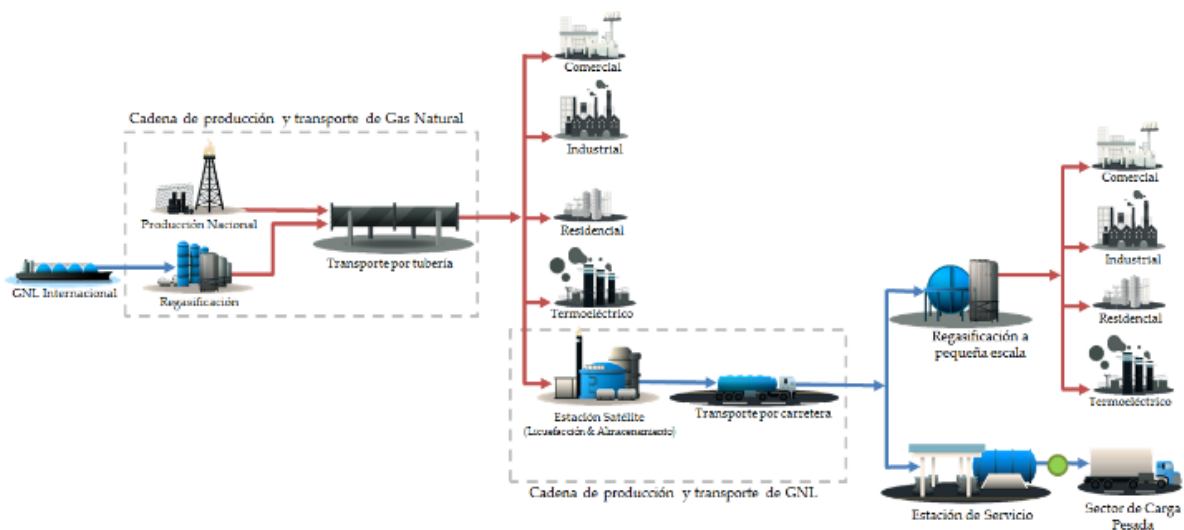 Comercial
Cadena de producción y transporte de Gas Natural
Industrial
Producción Nacional
Residencial
Transporte por tubería
GNL Internacional
Regasificación
Termoeléctrico
Estación Satélite
(Licuefacción & Almacenamiento)
Transporte por carretera
Cadena de producción y transporte de GNL
Regasificación a
pequeña escala
Comercial
Industrial
Residencial
Termoeléctrico
Estación de Servicio
Sector de Carga
Pesada